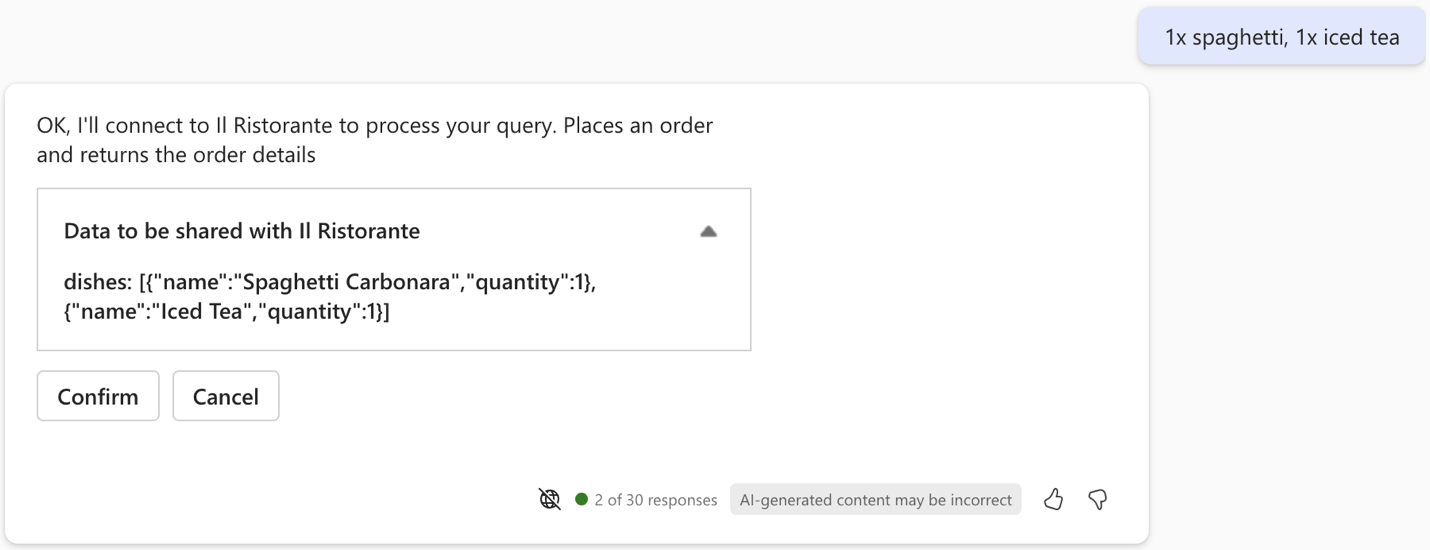 1x spaghetti, 1x iced tea
OK, I'll connect to Il Ristorante to process your query. Places an order
and returns the order details
Data to be shared with Il Ristorante
dishes: [{"name":"Spaghetti Carbonara","quantity":1},
{"name":"Iced Tea","quantity":1}]
Confirm Cancel
2 of 30 responses AI-generated content may be incorrect